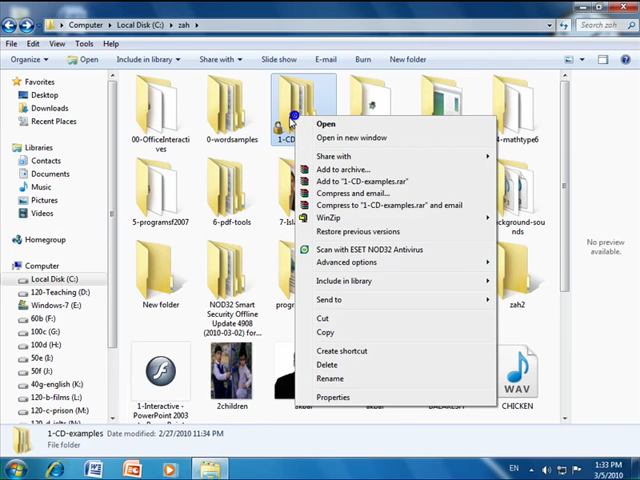 Computer ▸ Local Disk (C:) ▸ zah ▸
File Edit View Tools Help
Organize Open Include in library Share with Slide show E-mail Burn New folder
Favorites
Desktop
Downloads
Recent Places
Libraries
Contacts
Documents
Music
Pictures
Videos
Homegroup
Computer
Local Disk (C:)
120-Teaching (D:)
Windows-7 (E:)
60b (F:)
100c (G:)
100d (H:)
50e (I:)
50f (J:)
40g-english (K:)
120-b-films (L:)
120-c-prison (M:)
00-OfficeInteractives
0-wordsamples
1-CD
4-mathtype6
5-programsf2007
6-pdf-tools
background-sounds
New folder
NOD32 Smart
Security Offline
Update 4908
(2010-03-02) for...
zah2
1-Interactive -
PowerPoint 2003
2children
CHICKEN
Open
Open in new window
Share with
Add to archive...
Add to "1-CD-examples.rar"
Compress and email...
Compress to "1-CD-examples.rar" and email
WinZip
Restore previous versions
Scan with ESET NOD32 Antivirus
Advanced options
Include in library
Send to
Cut
Copy
Create shortcut
Delete
Rename
Properties
No preview
available.
WAV
1-CD-examples Date modified: 2/27/2010 11:34 PM
File folder
EN
1:33 PM
3/5/2010